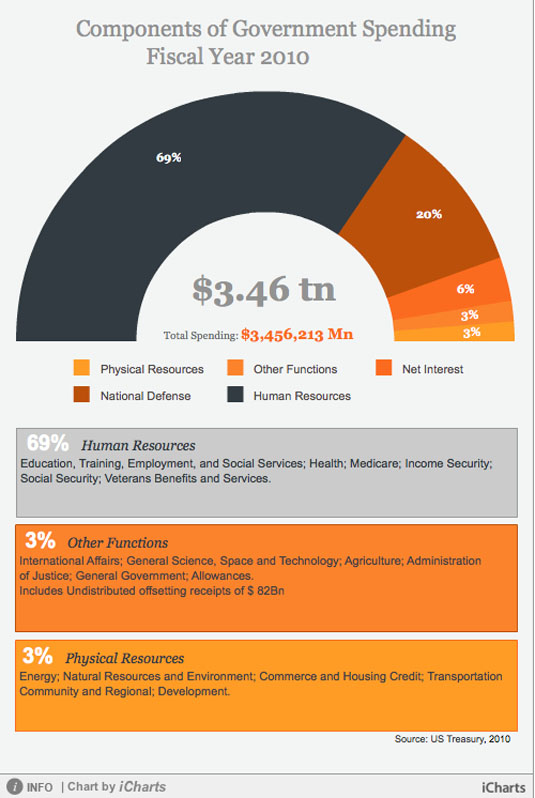 Components of Government Spending
Fiscal Year 2010
69%
20%
6%
3%
3%
$3.46 tn
Total Spending: $3,456,213 Mn
Physical Resources
Other Functions
Net Interest
National Defense
Human Resources
69% Human Resources
Education, Training, Employment, and Social Services; Health; Medicare; Income Security;
Social Security; Veterans Benefits and Services.
3% Other Functions
International Affairs; General Science, Space and Technology; Agriculture; Administration
of Justice; General Government; Allowances.
Includes Undistributed offsetting receipts of $ 82Bn
3% Physical Resources
Energy; Natural Resources and Environment; Commerce and Housing Credit; Transportation
Community and Regional; Development.
Source: US Treasury, 2010
i INFO | Chart by iCharts
iCharts